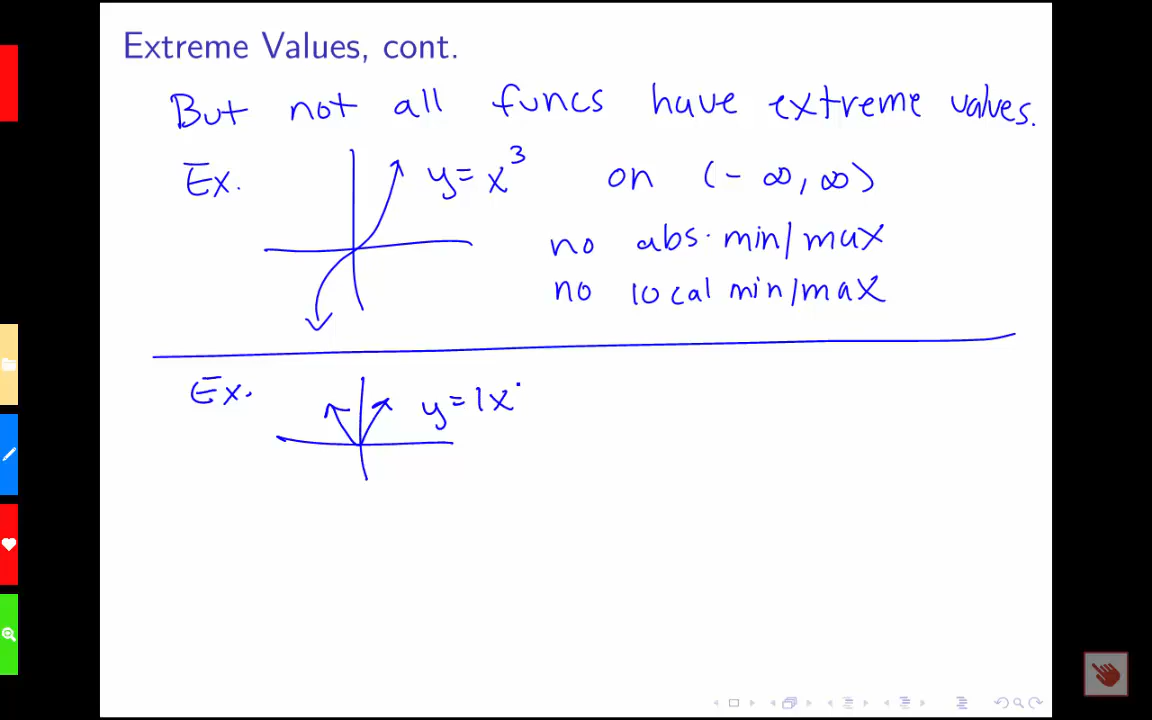 Extreme Values, cont.
But not all funcs have extreme values.
Ex. y = x³ on (-∞, ∞)
no abs. min/max
no local min/max
Ex. y = |x